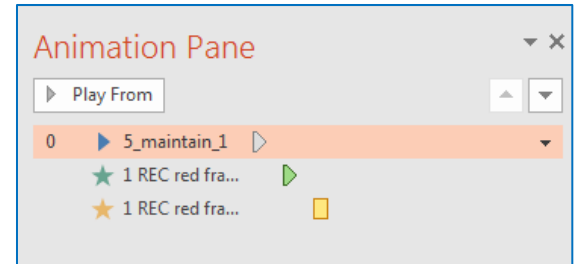 Animation Pane
Play From
0 5_maintain_1
1 REC red fra...
1 REC red fra...